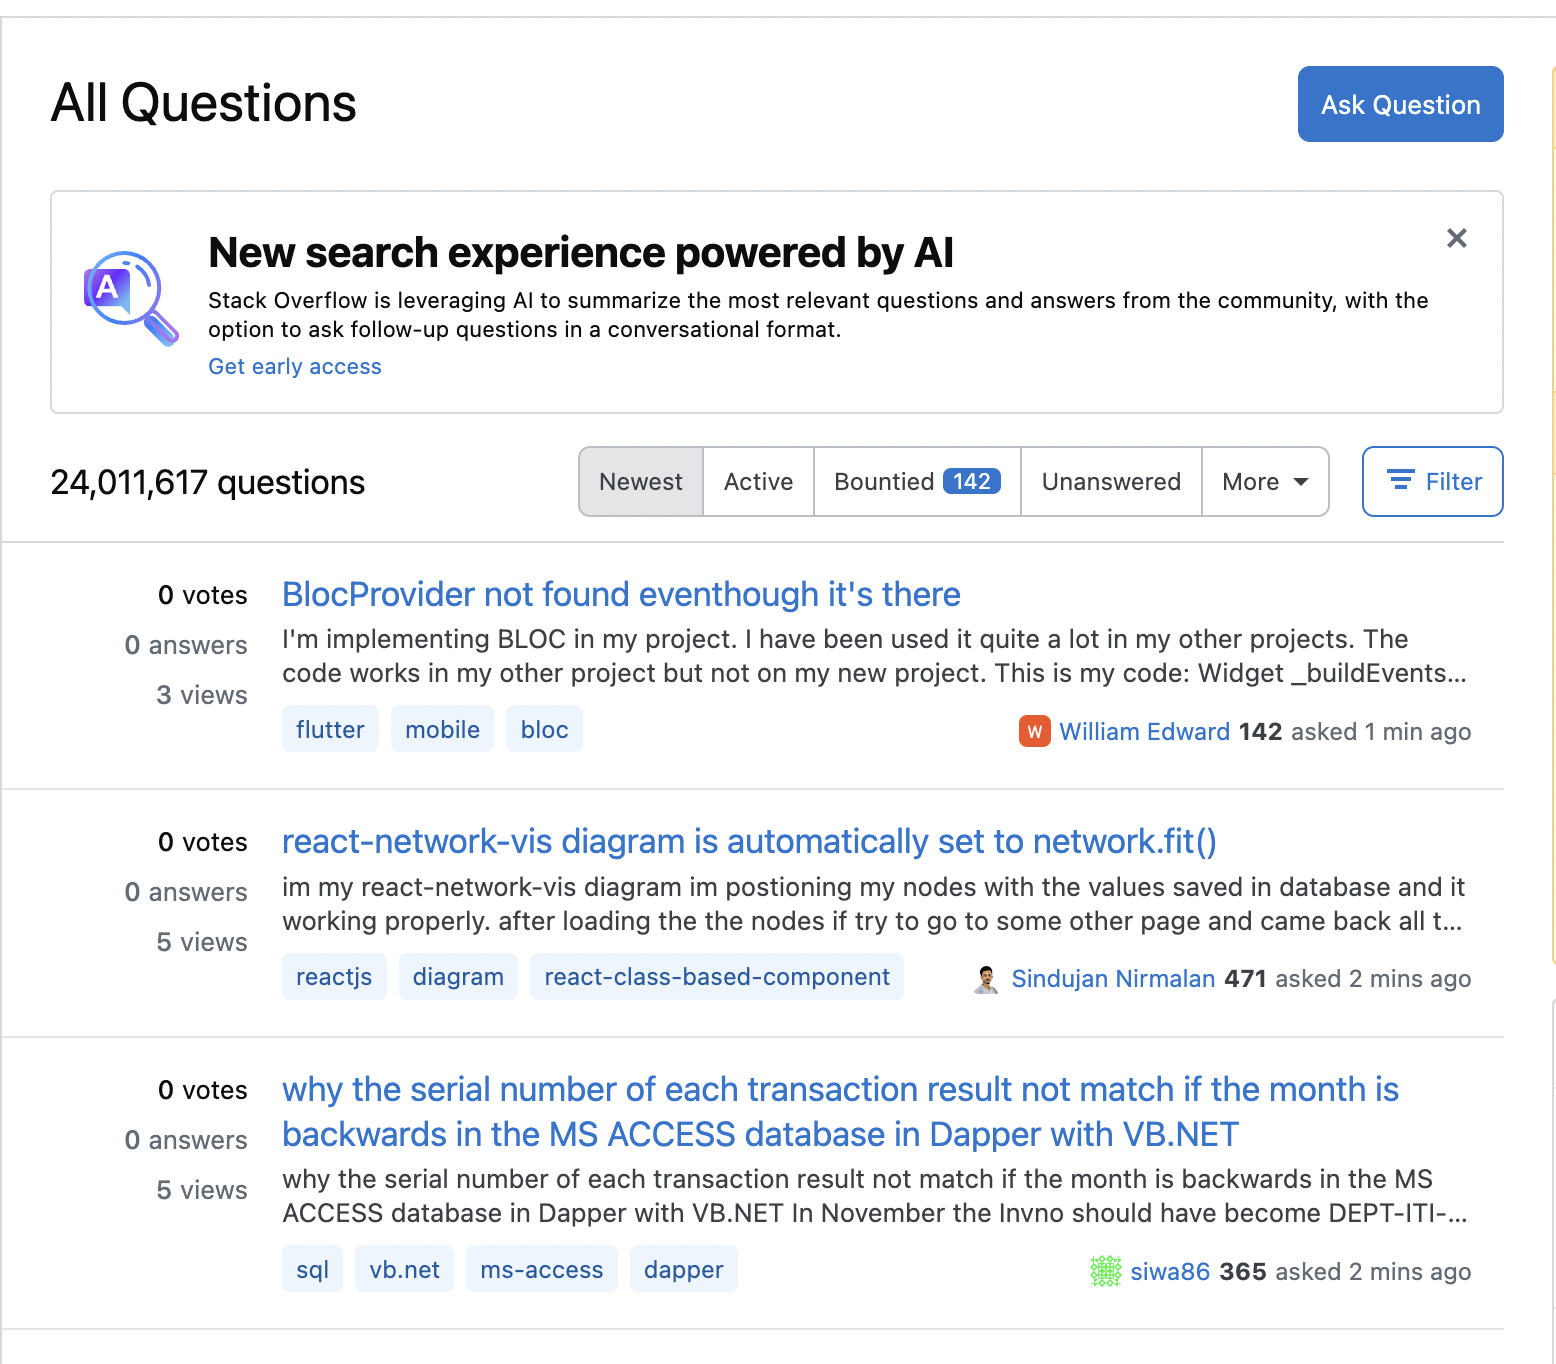 All Questions
Ask Question
New search experience powered by AI
Stack Overflow is leveraging AI to summarize the most relevant questions and answers from the community, with the
option to ask follow-up questions in a conversational format.
Get early access
A
24,011,617 questions
Newest
Active
Bountied 142
Unanswered
More
Filter
0 votes
0 answers
3 views
BlocProvider not found eventhough it's there
I'm implementing BLOC in my project. I have been used it quite a lot in my other projects. The
code works in my other project but not on my new project. This is my code: Widget _buildEvents...
flutter
mobile
bloc
W William Edward 142 asked 1 min ago
0 votes
0 answers
5 views
react-network-vis diagram is automatically set to network.fit()
im my react-network-vis diagram im postioning my nodes with the values saved in database and it
working properly. after loading the the nodes if try to go to some other page and came back all t...
reactjs
diagram
react-class-based-component
Sindujan Nirmalan 471 asked 2 mins ago
0 votes
0 answers
5 views
why the serial number of each transaction result not match if the month is
backwards in the MS ACCESS database in Dapper with VB.NET
why the serial number of each transaction result not match if the month is backwards in the MS
ACCESS database in Dapper with VB.NET In November the Invno should have become DEPT-ITI-...
sql
vb.net
ms-access
dapper
siwa86 365 asked 2 mins ago